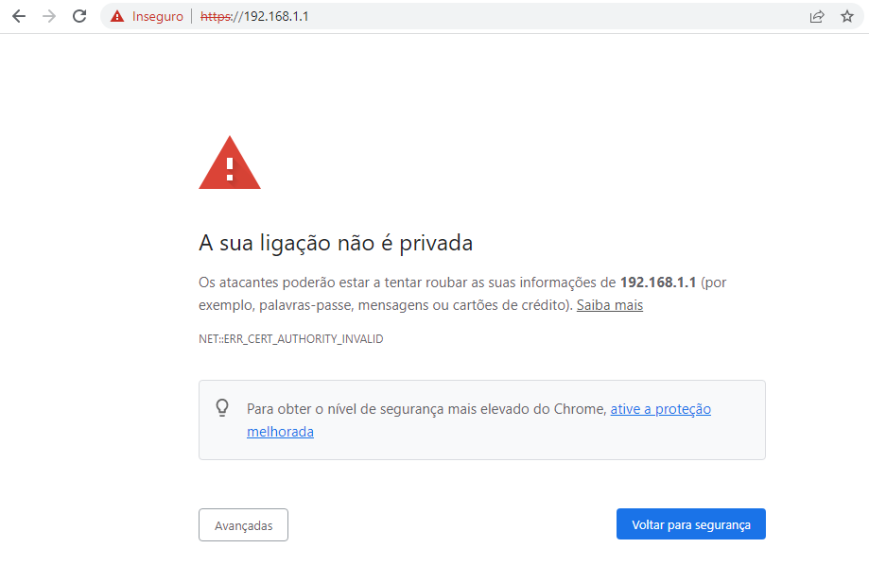 Inseguro https://192.168.1.1
A sua ligação não é privada
Os atacantes poderão estar a tentar roubar as suas informações de 192.168.1.1 (por
exemplo, palavras-passe, mensagens ou cartões de crédito). Saiba mais
NET::ERR_CERT_AUTHORITY_INVALID
Para obter o nível de segurança mais elevado do Chrome, ative a proteção
melhorada
Avançadas
Voltar para segurança